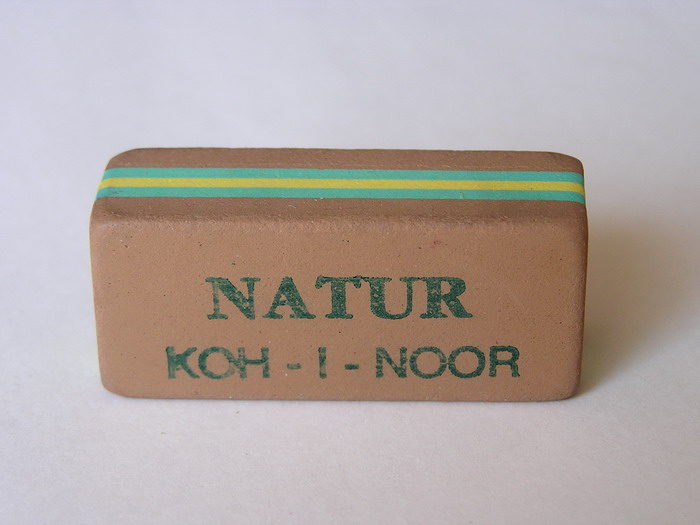 NATUR
KOH - I - NOOR